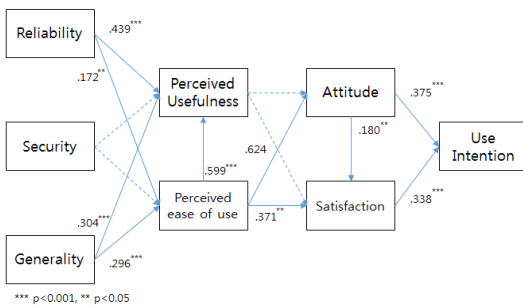 Reliability
.439***
.172**
Perceived
Usefulness
Attitude
.375***
Security
.180**
Use
Intention
.624
.599***
Perceived
ease of use
.371**
Satisfaction
.338***
.304***
Generality
.296***
*** p<0.001, ** p<0.05